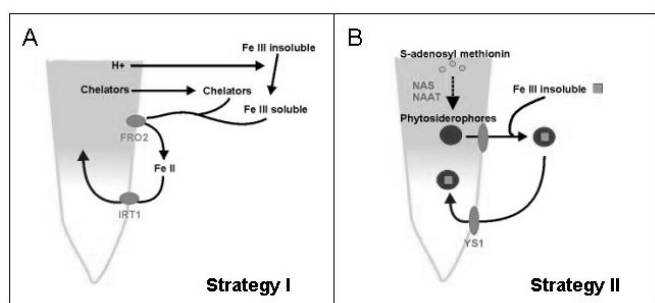 A
H+
Fe III insoluble
Chelators
Chelators
Fe III soluble
FRO2
Fe II
IRT1
Strategy I
B
S-adenosyl methionin
NAS
NAAT
Fe III insoluble
Phytosiderophores
YS1
Strategy II